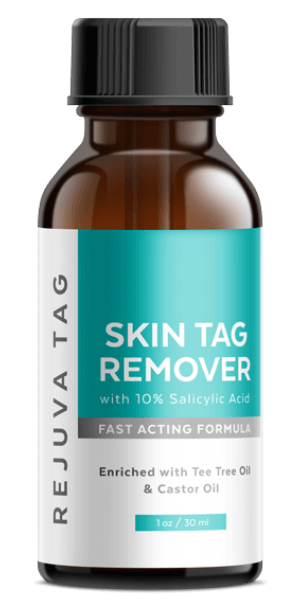 REJUVA TAG
SKIN TAG
REMOVER
with 10% Salicylic Acid
FAST ACTING FORMULA
Enriched with Tee Tree Oil
& Castor Oil
1 oz / 30 ml